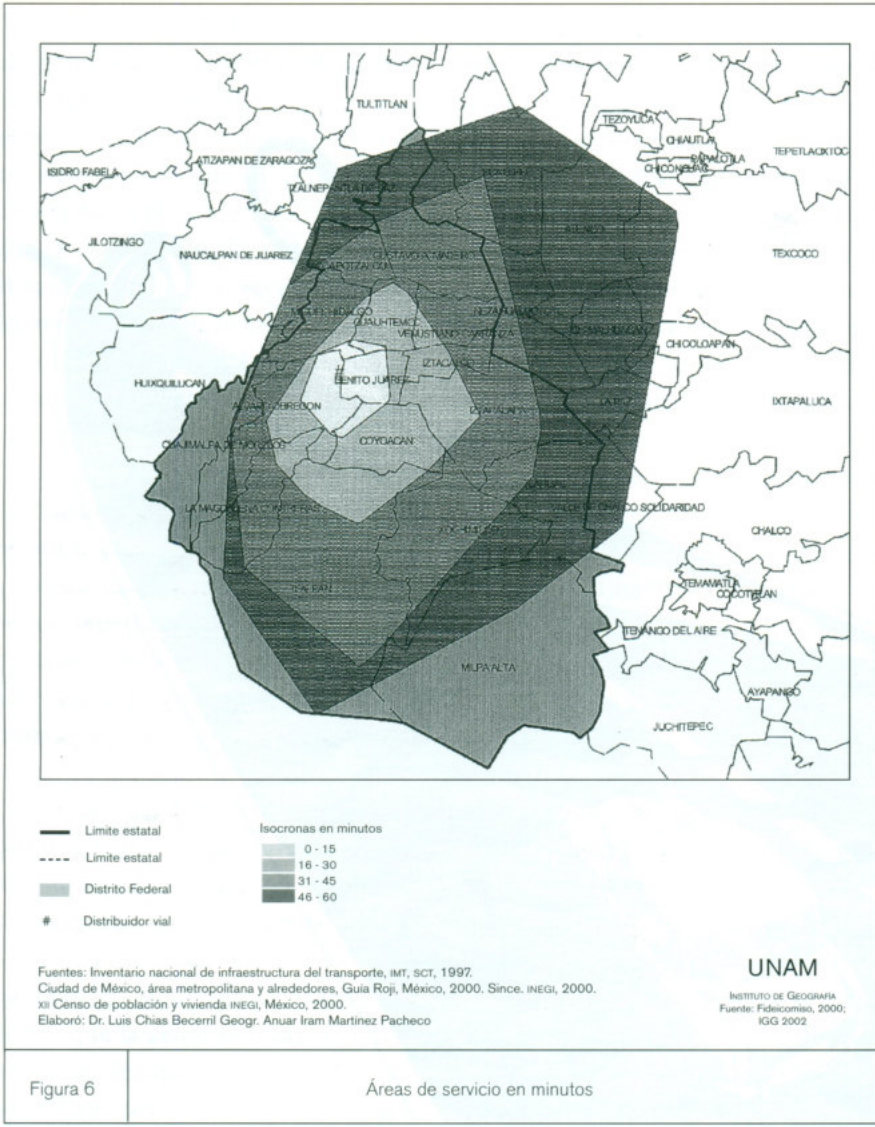 TULTITLAN
TEZOYUCA
CHIAUTLA
PAPALOTLA
TEPETLAOXTOC
CHICONCUAC
ISIDRO FABELA
ATIZAPAN DE ZARAGOZA
TLALNEPANTLA DE BAZ
ECATEPEC
ATENCO
JILOTZINGO
NAUCALPAN DE JUAREZ
TEXCOCO
AZCAPOTZALCO
GUSTAVO A. MADERO
MIGUEL HIDALGO
CUAUHTEMOC
VENUSTIANO CARRANZA
NEZAHUALCOYOTL
CHIMALHUACAN
CHICOLOAPAN
HUIXQUILUCAN
#
BENITO JUAREZ
IZTACALCO
IXTAPALUCA
ALVARO OBREGON
IZTAPALAPA
LA PAZ
CUAJIMALPA DE MORELOS
COYOACAN
LA MAGDALENA CONTRERAS
TLAHUAC
VALLE DE CHALCO SOLIDARIDAD
XOCHIMILCO
CHALCO
TLALPAN
TEMAMATLA
COCOTITLAN
TENANGO DEL AIRE
MILPA ALTA
AYAPANGO
JUCHITEPEC
Límite estatal
Límite estatal
Distrito Federal
# Distribuidor vial
Isocronas en minutos
0 - 15
16 - 30
31 - 45
46 - 60
Fuentes: Inventario nacional de infraestructura del transporte, IMT, SCT, 1997.
Ciudad de México, área metropolitana y alrededores, Guía Roji, México, 2000. Since. INEGI, 2000.
XII Censo de población y vivienda INEGI, México, 2000.
Elaboró: Dr. Luis Chias Becerril Geogr. Anuar Iram Martínez Pacheco
UNAM
INSTITUTO DE GEOGRAFIA
Fuente: Fideicomiso, 2000;
IGG 2002
Figura 6
Áreas de servicio en minutos